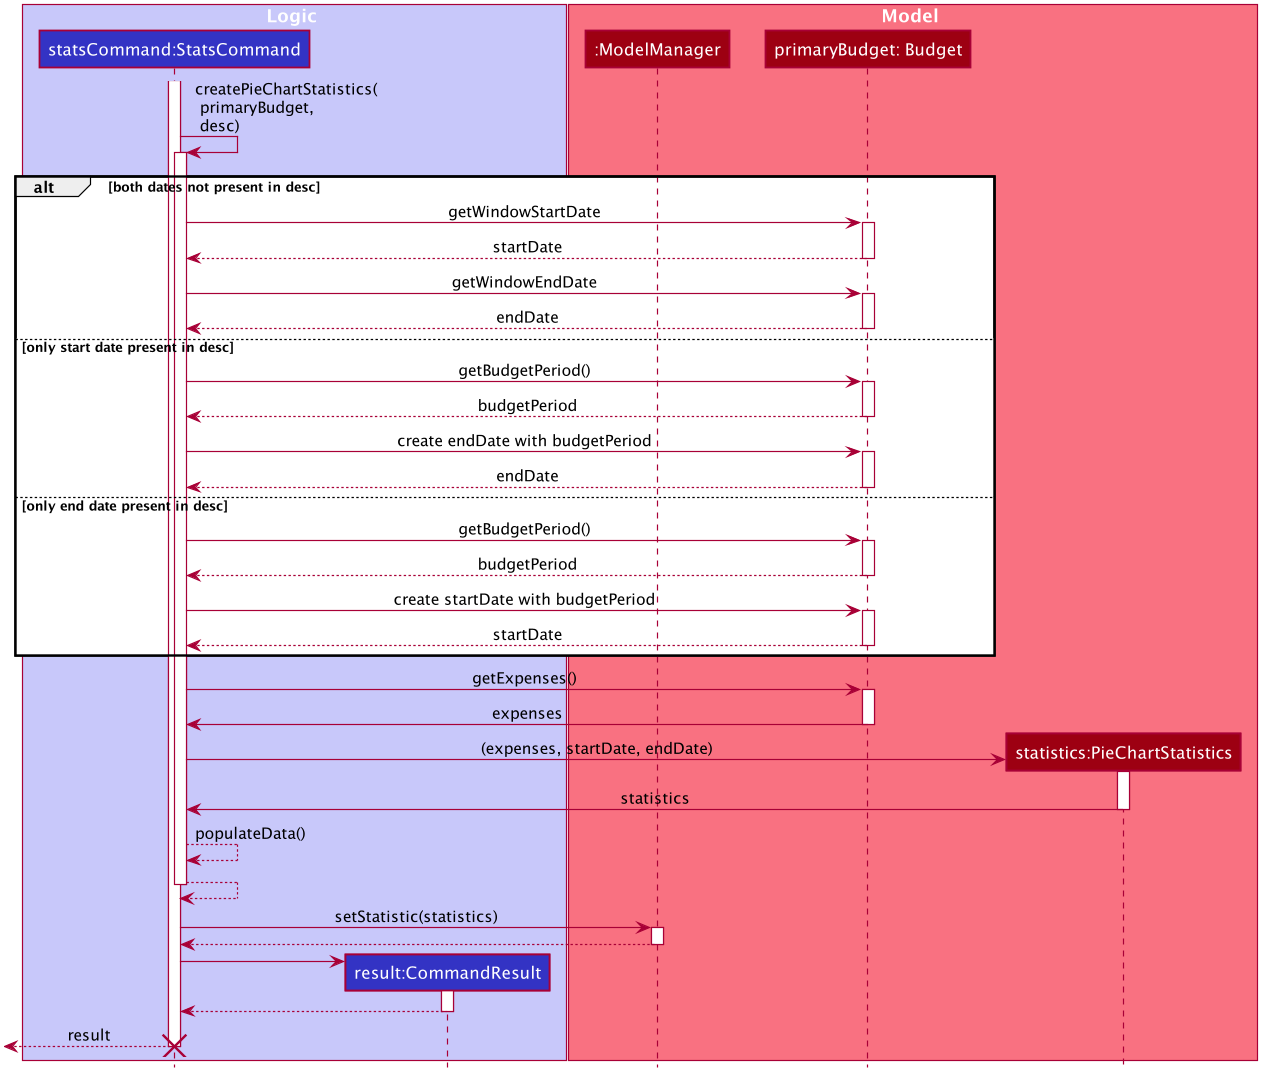 Logic
Model
statsCommand:StatsCommand
:ModelManager
primaryBudget: Budget
createPieChartStatistics(
primaryBudget,
desc)
alt
[both dates not present in desc]
getWindowStartDate
startDate
getWindowEndDate
endDate
[only start date present in desc]
getBudgetPeriod()
budgetPeriod
create endDate with budgetPeriod
endDate
[only end date present in desc]
getBudgetPeriod()
budgetPeriod
create startDate with budgetPeriod
startDate
getExpenses()
expenses
(expenses, startDate, endDate)
statistics:PieChartStatistics
statistics
populateData()
setStatistic(statistics)
result:CommandResult
result